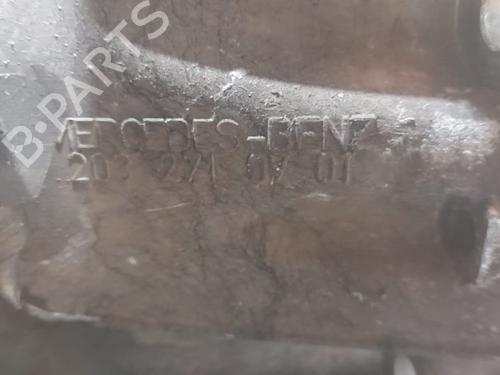 B-PARTS
MERCEDES-BENZ
203 271 07 01